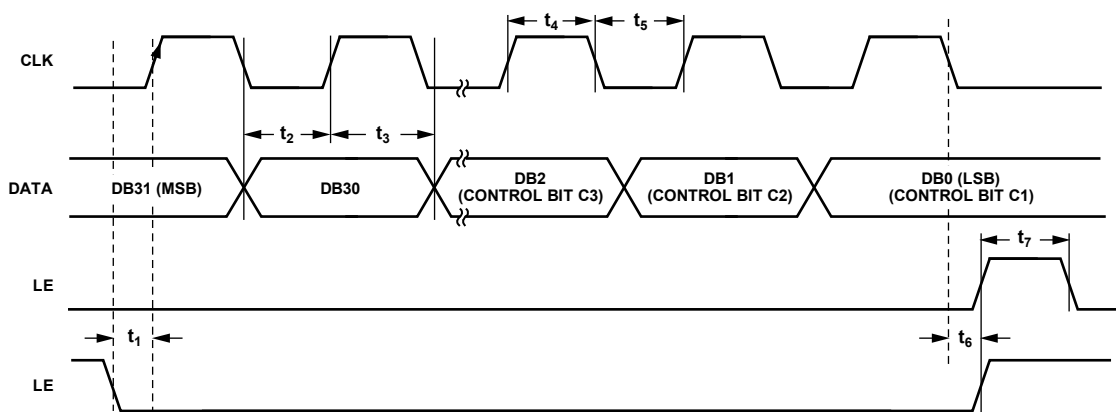 t4
t5
CLK
t2
t3
DATA
DB31 (MSB)
DB30
DB2
(CONTROL BIT C3)
DB1
(CONTROL BIT C2)
DB0 (LSB)
(CONTROL BIT C1)
t7
LE
t1
t6
LE